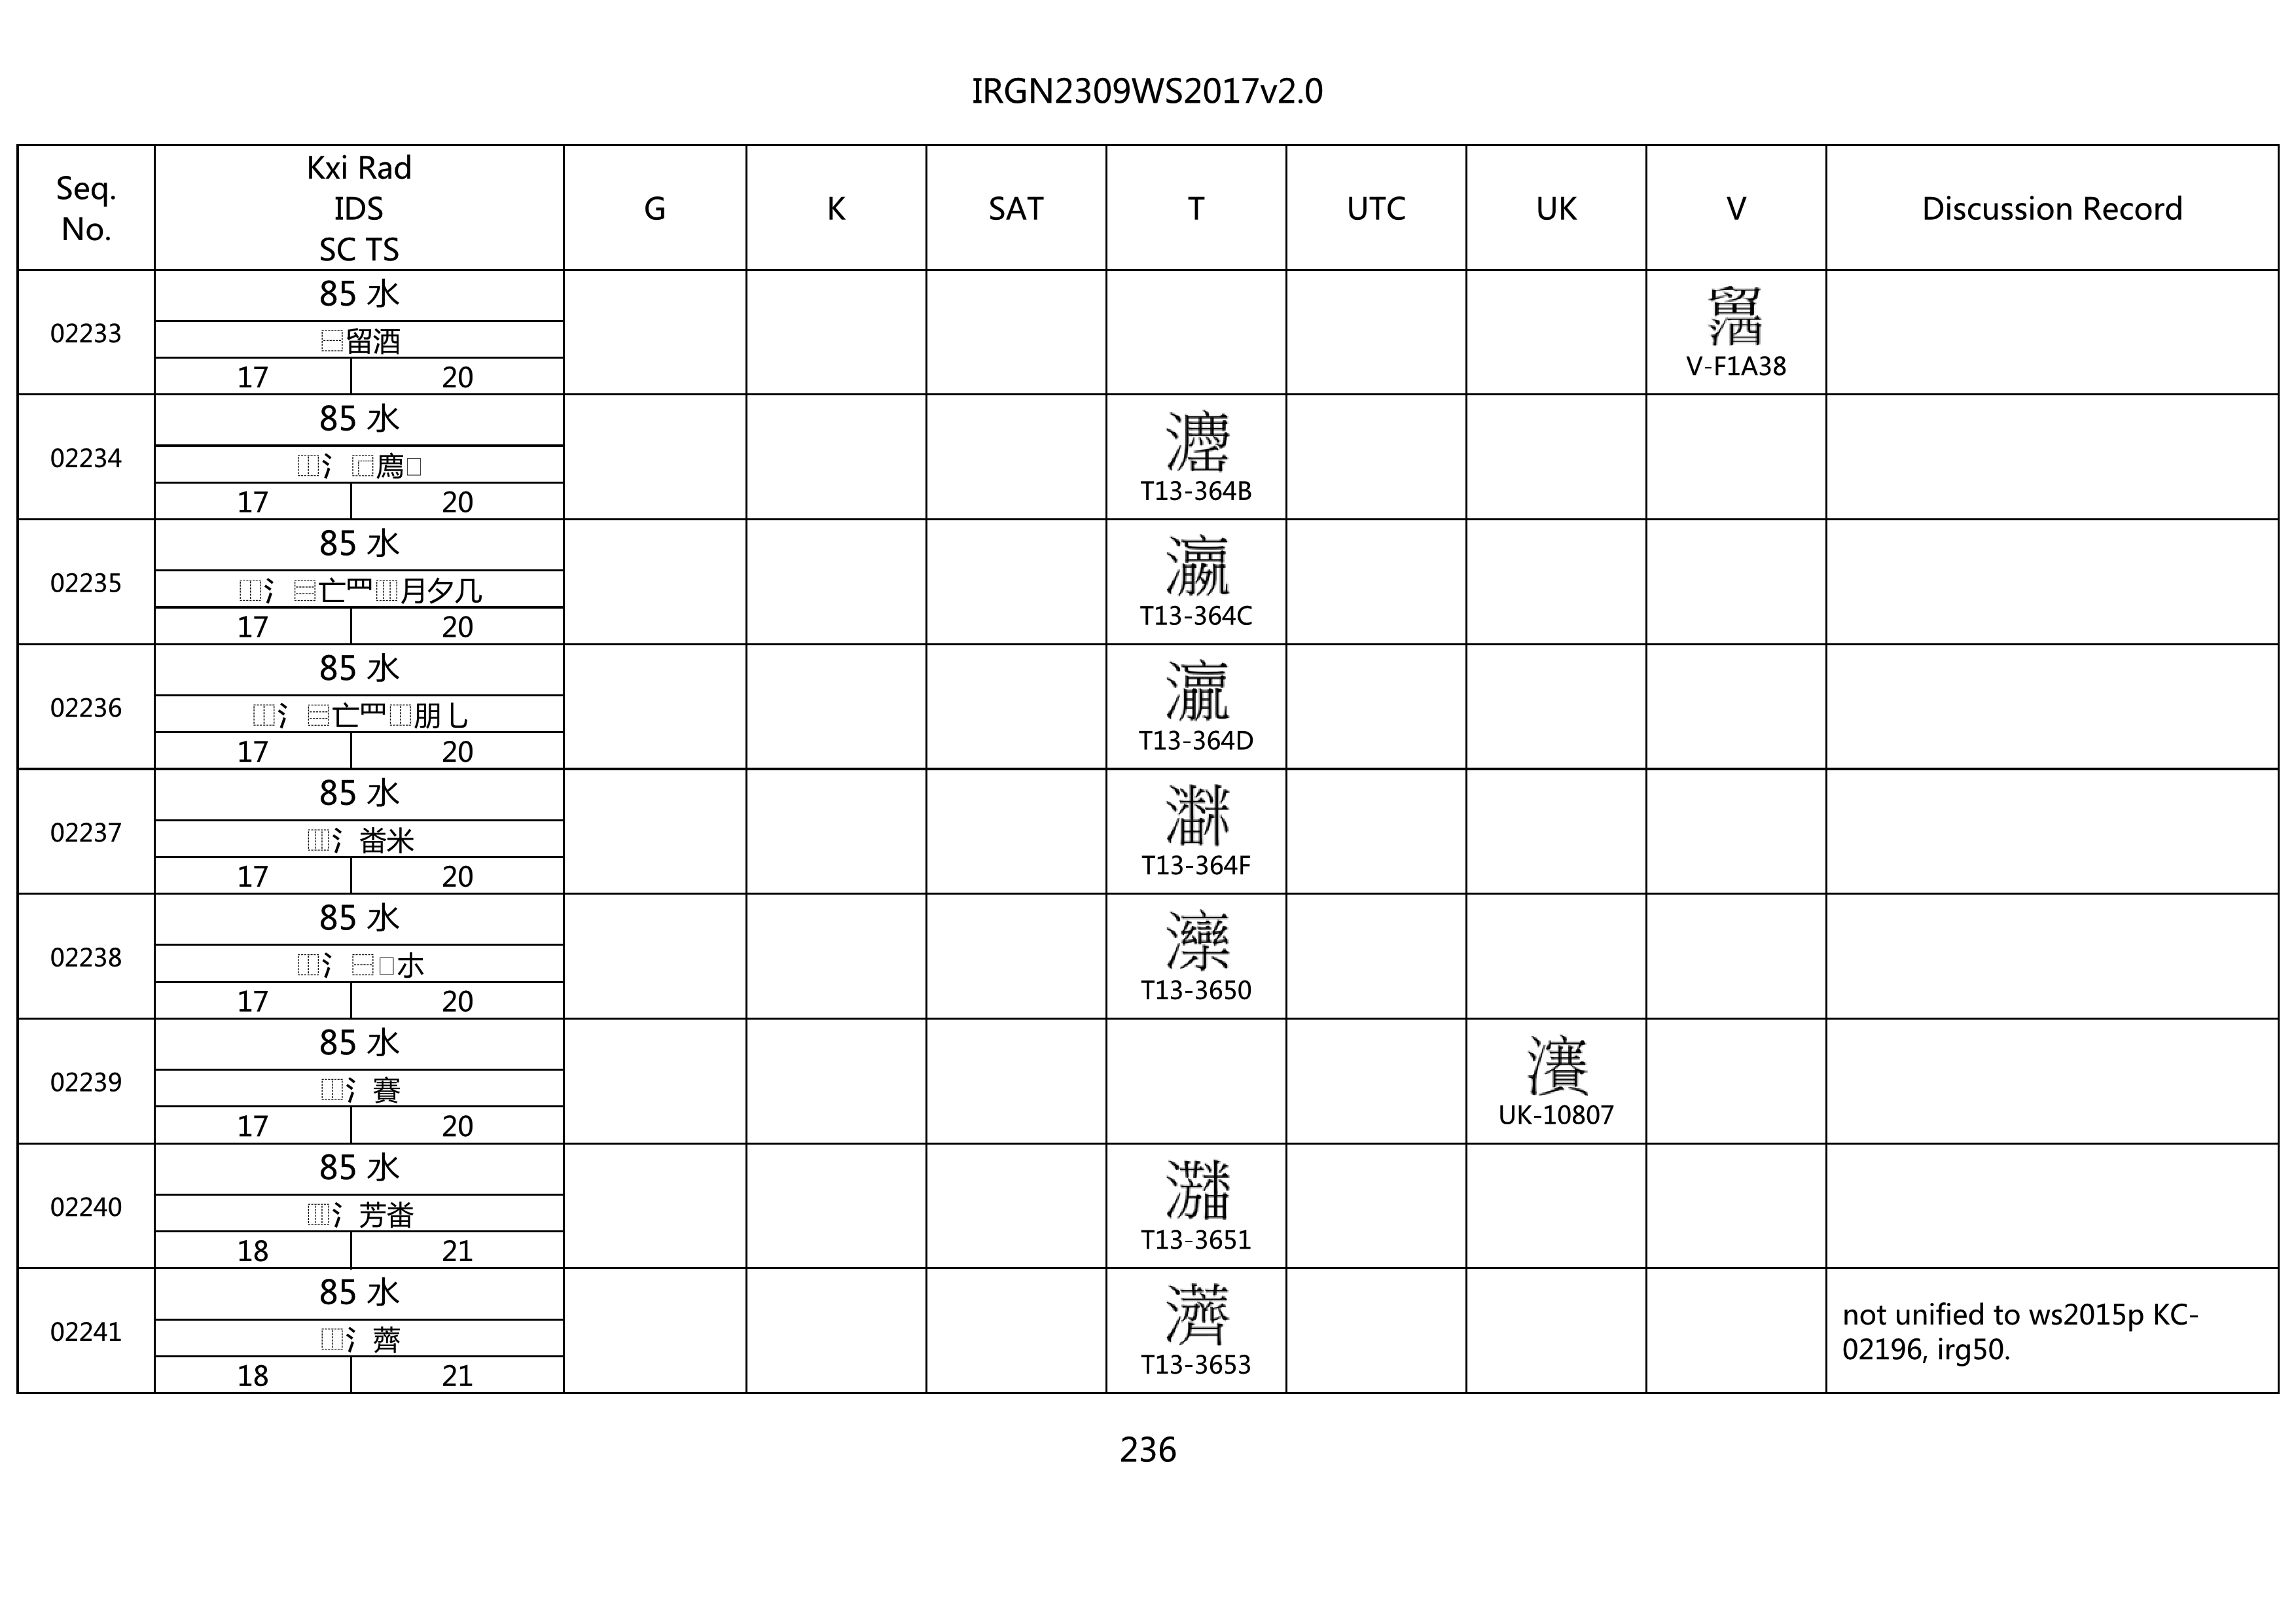 IRGN2309WS2017v2.0
Seq. No. Kxi Rad IDS SC TS G K SAT T UTC UK V Discussion Record
02233
85 水
⿱留酒
17 20
V-F1A38
02234
85 水
⿰氵⿸廌
17 20
T13-364B
02235
85 水
⿰氵⿳亡罒⿲月夕几
17 20
T13-364C
02236
85 水
⿰氵⿳亡罒⿰朋乚
17 20
T13-364D
02237
85 水
⿲氵畨米
17 20
T13-364F
02238
85 水
⿰氵⿱朩
17 20
T13-3650
02239
85 水
⿰氵賽
17 20
UK-10807
02240
85 水
⿲氵芳畨
18 21
T13-3651
02241
85 水
⿰氵薺
18 21
T13-3653
not unified to ws2015p KC-
02196, irg50.
236